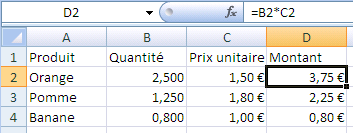 D2 fx =B2*C2
A B C D
1 Produit Quantité Prix unitaire Montant
2 Orange 2,500 1,50 € 3,75 €
3 Pomme 1,250 1,80 € 2,25 €
4 Banane 0,800 1,00 € 0,80 €